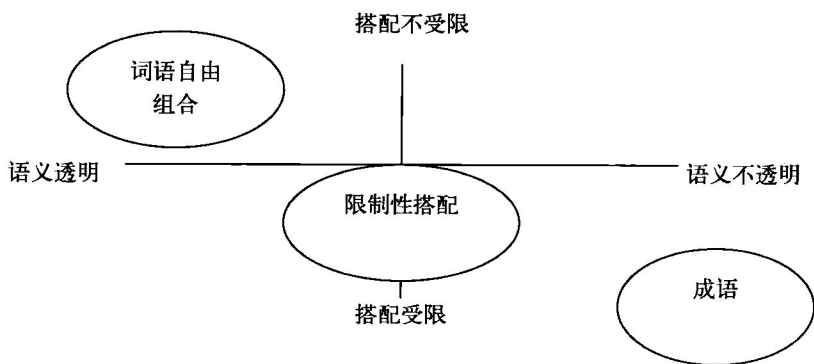 搭配不受限
词语自由
组合
语义透明
语义不透明
限制性搭配
成语
搭配受限